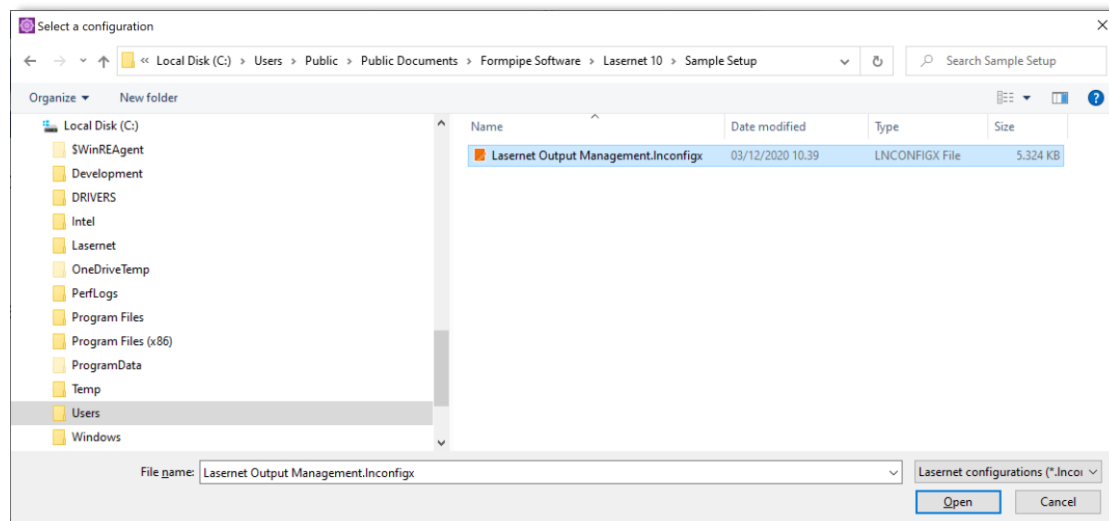 Select a configuration
« Local Disk (C:) › Users › Public › Public Documents › Formpipe Software › Lasernet 10 › Sample Setup
Search Sample Setup
Organize
New folder
Local Disk (C:)
Name
Date modified
Type
Size
$WinREAgent
Lasernet Output Management.lnconfigx
03/12/2020 10.39
LNCONFIGX File
5.324 KB
Development
DRIVERS
Intel
Lasernet
OneDriveTemp
PerfLogs
Program Files
Program Files (x86)
ProgramData
Temp
Users
Windows
File name: Lasernet Output Management.lnconfigx
Lasernet configurations (*.lncon
Open
Cancel